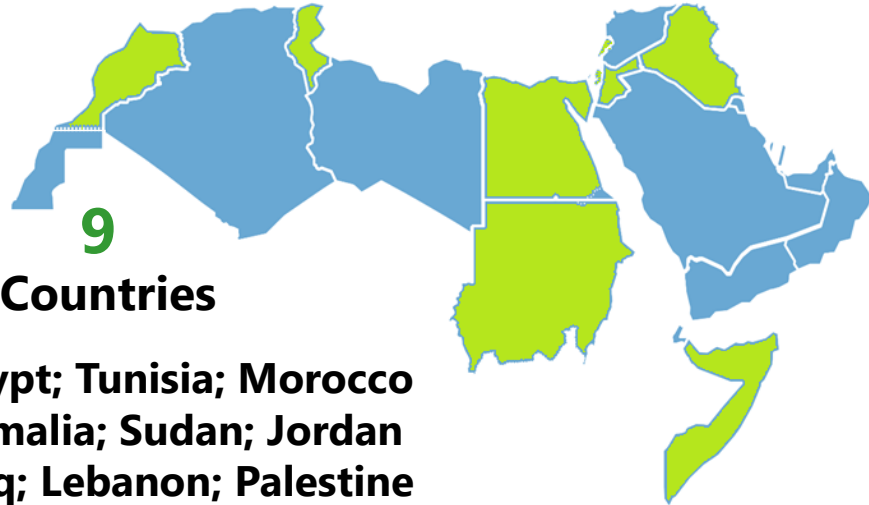 9
Countries
ypt; Tunisia; Morocco
malia; Sudan; Jordan
q; Lebanon; Palestine